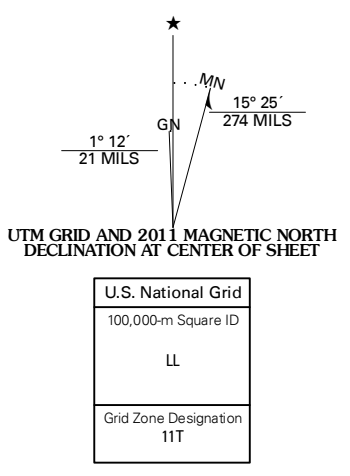 ★
MN
15° 25´
274 MILS
GN
1° 12´
21 MILS
UTM GRID AND 2011 MAGNETIC NORTH
DECLINATION AT CENTER OF SHEET
U.S. National Grid
100,000-m Square ID
LL
Grid Zone Designation
11T